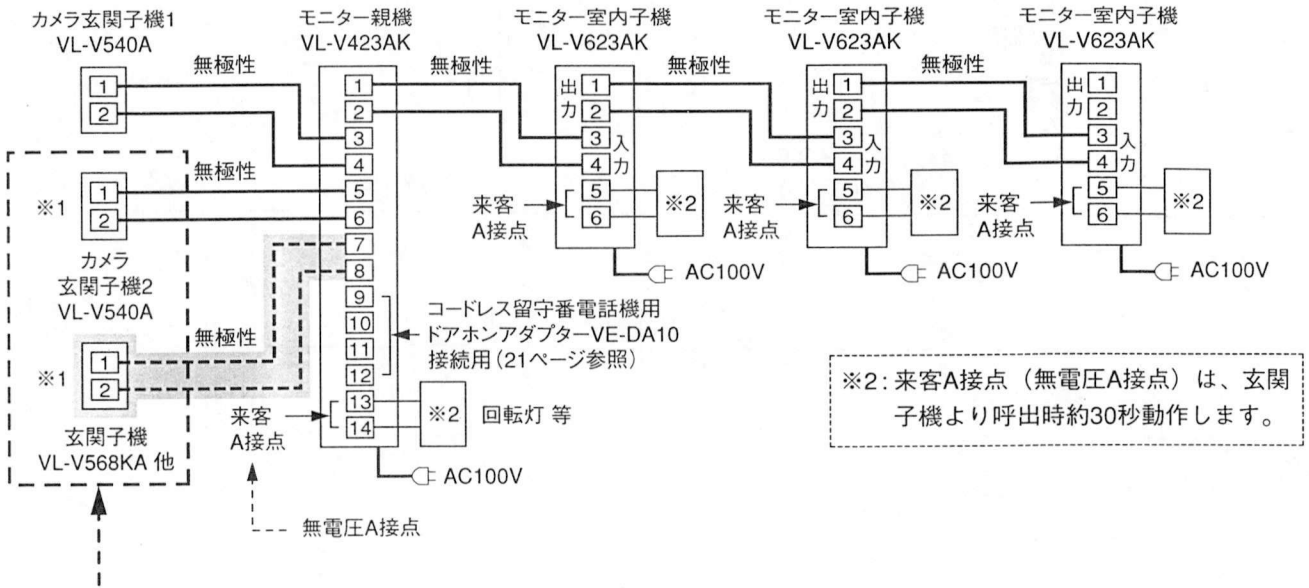 カメラ玄関子機1
VL-V540A
モニター親機
VL-V423AK
モニター室内子機
VL-V623AK
モニター室内子機
VL-V623AK
モニター室内子機
VL-V623AK
無極性
無極性
無極性
無極性
1
2
1
2
3
4
5
6
7
8
9
10
11
12
13
14
出力
1
2
3
4
入力
5
6
※2
来客
A接点
AC100V
出力
1
2
3
4
入力
5
6
※2
来客
A接点
AC100V
出力
1
2
3
4
入力
5
6
※2
来客
A接点
AC100V
無極性
※1
1
2
カメラ
玄関子機2
VL-V540A
無極性
※1
1
2
玄関子機
VL-V568KA 他
コードレス留守番電話機用
ドアホンアダプターVE-DA10
接続用(21ページ参照)
来客
A接点
※2
回転灯 等
AC100V
無電圧A接点
※2:来客A接点(無電圧A接点)は、玄関
子機より呼出時約30秒動作します。